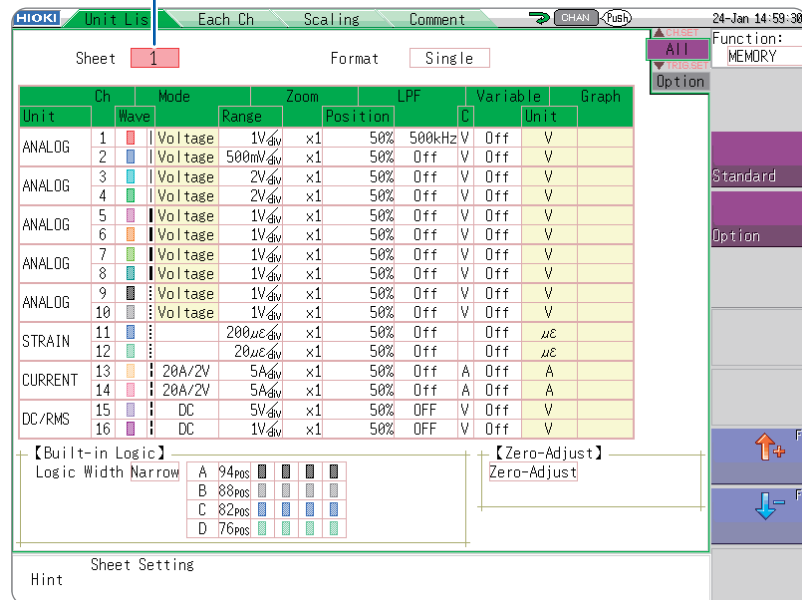 HIOKI Unit Lis Each Ch Scaling Comment CHAN Push 24-Jan 14:59:30
▲CH.SET Function:
Sheet 1 Format Single All MEMORY
▼TRIG.SET
Option
Ch Mode Zoom LPF Variable Graph
Unit Wave Range Position C Unit
ANALOG 1 Voltage 1V/div ×1 50% 500kHz V Off V
2 Voltage 500mV/div ×1 50% Off V Off V
ANALOG 3 Voltage 2V/div ×1 50% Off V Off V
4 Voltage 2V/div ×1 50% Off V Off V
ANALOG 5 Voltage 1V/div ×1 50% Off V Off V
6 Voltage 1V/div ×1 50% Off V Off V
ANALOG 7 Voltage 1V/div ×1 50% Off V Off V
8 Voltage 1V/div ×1 50% Off V Off V
ANALOG 9 Voltage 1V/div ×1 50% Off V Off V
10 Voltage 1V/div ×1 50% Off V Off V
STRAIN 11 200με/div ×1 50% Off Off με
12 20με/div ×1 50% Off Off με
CURRENT 13 20A/2V 5A/div ×1 50% Off A Off A
14 20A/2V 5A/div ×1 50% Off A Off A
DC/RMS 15 DC 5V/div ×1 50% OFF V Off V
16 DC 1V/div ×1 50% OFF V Off V
Standard
Option
【Built-in Logic】 【Zero-Adjust】
Logic Width Narrow A 94POS Zero-Adjust
B 88POS
C 82POS
D 76POS
Sheet Setting
Hint